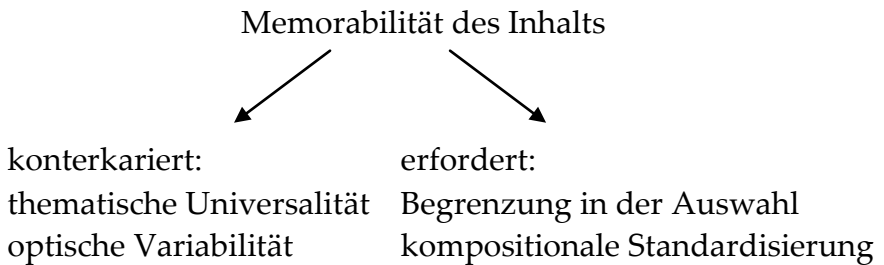 Memorabilität des Inhalts
konterkariert:
thematische Universalität
optische Variabilität
erfordert:
Begrenzung in der Auswahl
kompositionale Standardisierung